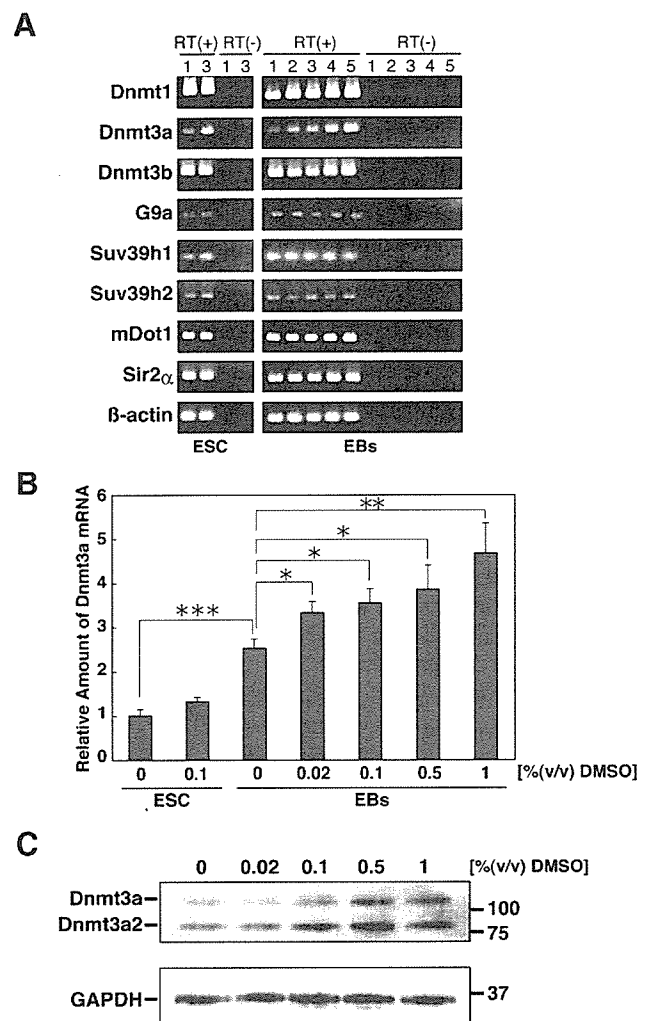 A
RT(+) RT(-) RT(+) RT(-)
1 3 1 3 1 2 3 4 5 1 2 3 4 5
Dnmt1
Dnmt3a
Dnmt3b
G9a
Suv39h1
Suv39h2
mDot1
Sir2α
ß-actin
ESC EBs
B
Relative Amount of Dnmt3a mRNA
6
5
4
3
2
1
0
**
*
*
*
***
0 0.1 0 0.02 0.1 0.5 1 [%(v/v) DMSO]
ESC EBs
C
0 0.02 0.1 0.5 1 [%(v/v) DMSO]
Dnmt3a
100
Dnmt3a2
75
GAPDH
37